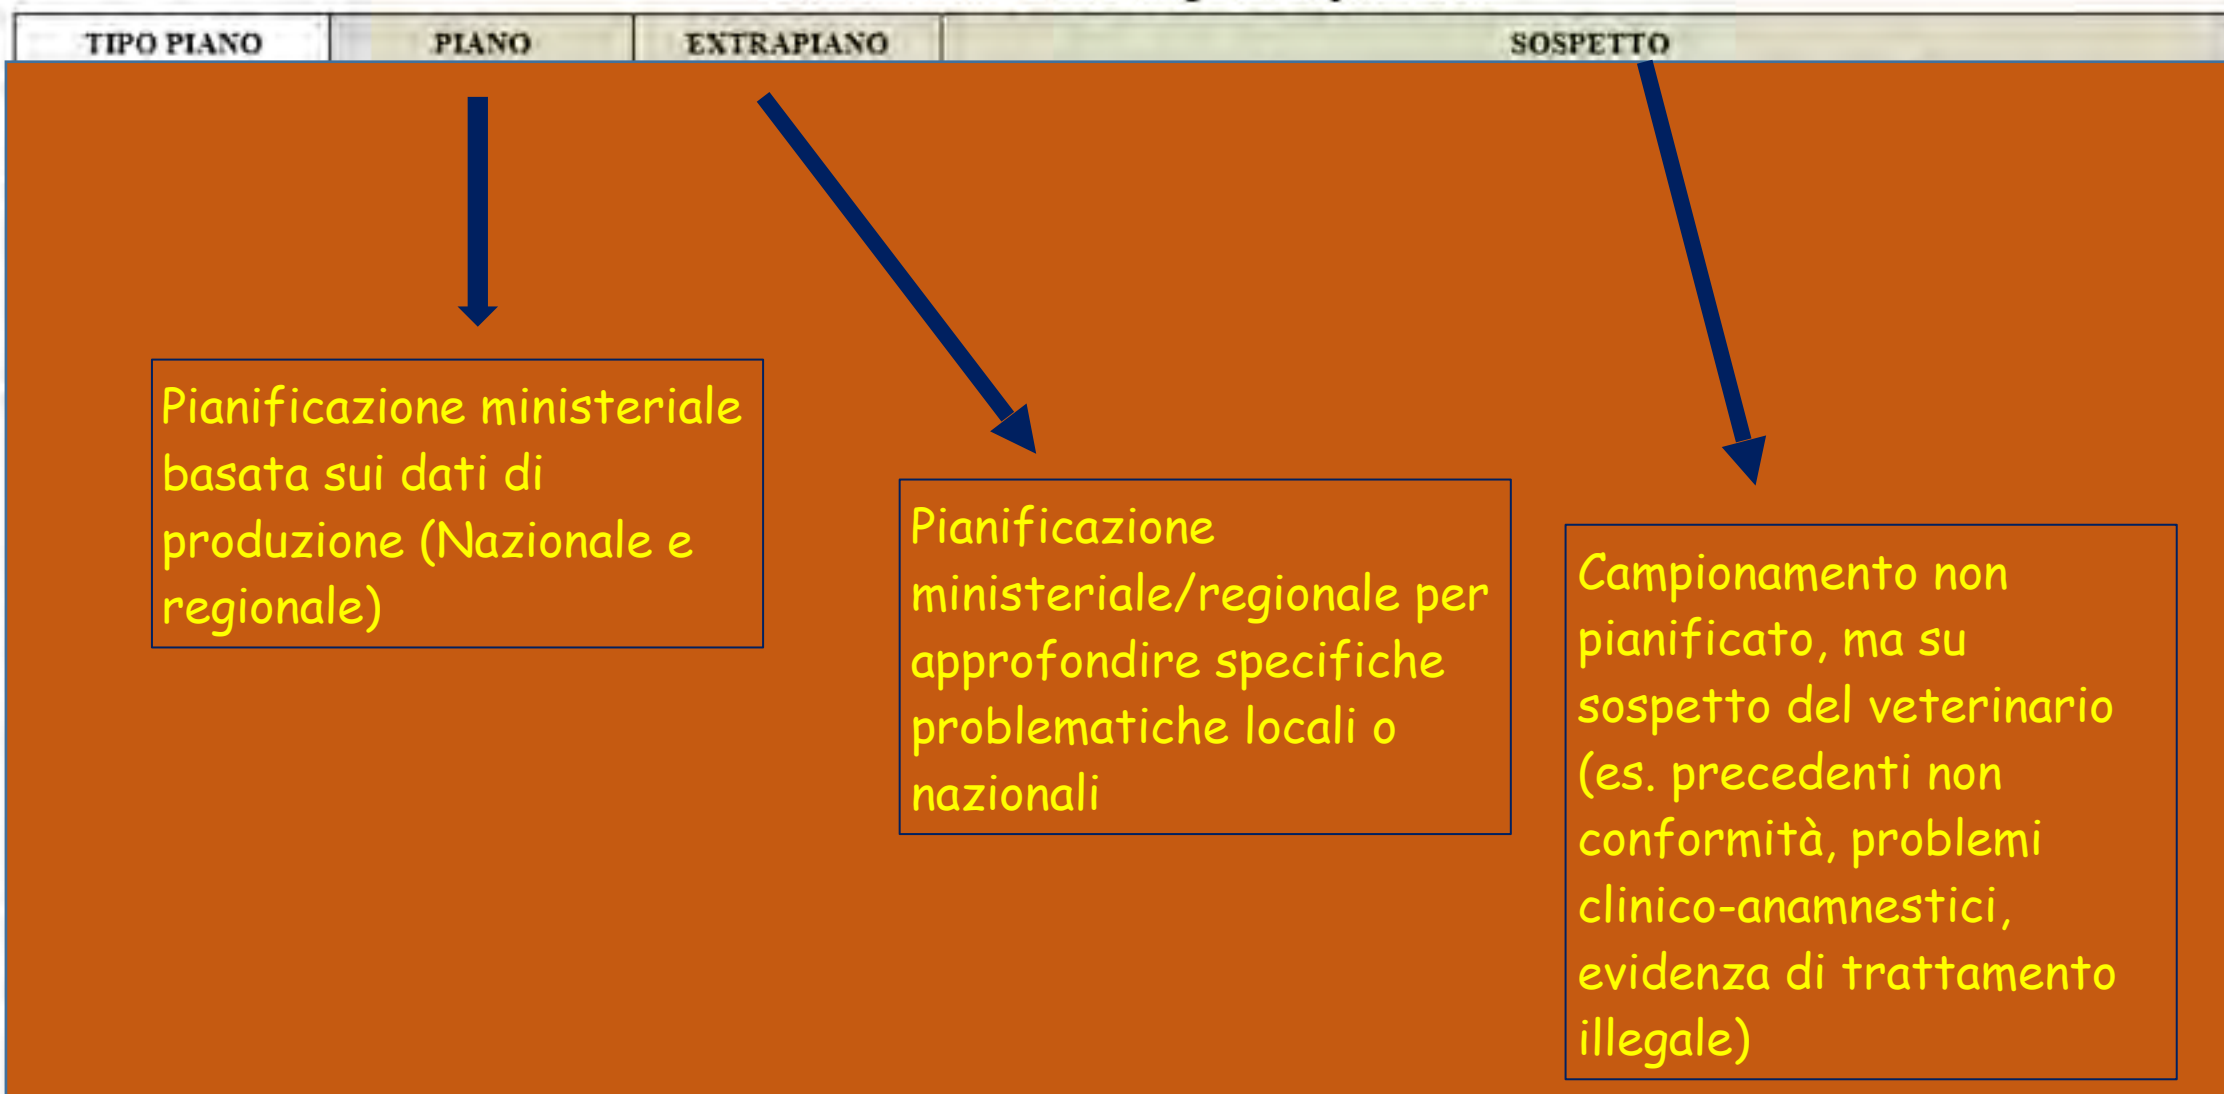 TIPO PIANO PIANO EXTRAPIANO SOSPETTO
Pianificazione ministeriale
basata sui dati di
produzione (Nazionale e
regionale)
Pianificazione
ministeriale/regionale per
approfondire specifiche
problematiche locali o
nazionali
Campionamento non
pianificato, ma su
sospetto del veterinario
(es. precedenti non
conformità, problemi
clinico-anamnestici,
evidenza di trattamento
illegale)